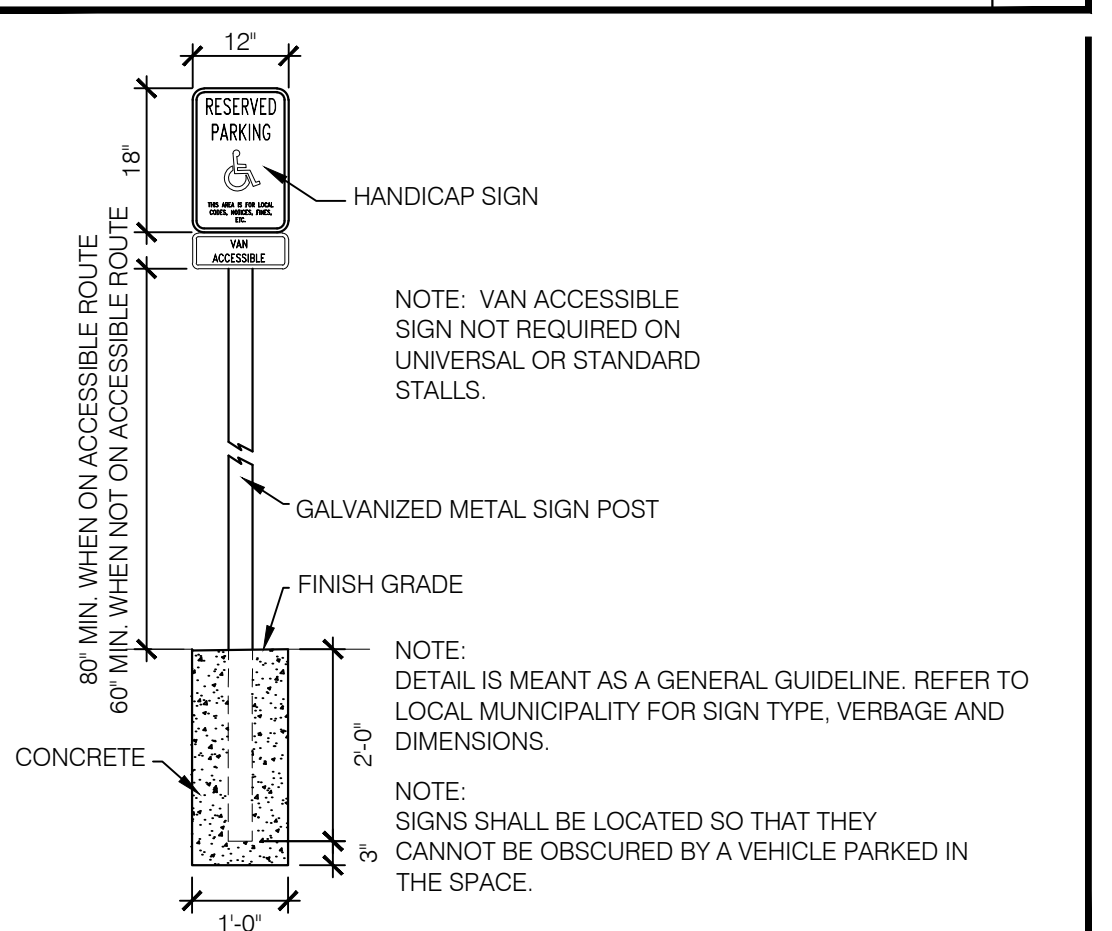 12"
RESERVED
PARKING
THIS AREA IS FOR LOCAL
CODES, NOTICES, FINES,
ETC.
VAN
ACCESSIBLE
18"
HANDICAP SIGN
80" MIN. WHEN ON ACCESSIBLE ROUTE
60" MIN. WHEN NOT ON ACCESSIBLE ROUTE
NOTE: VAN ACCESSIBLE
SIGN NOT REQUIRED ON
UNIVERSAL OR STANDARD
STALLS.
GALVANIZED METAL SIGN POST
FINISH GRADE
NOTE:
DETAIL IS MEANT AS A GENERAL GUIDELINE. REFER TO
LOCAL MUNICIPALITY FOR SIGN TYPE, VERBAGE AND
DIMENSIONS.
CONCRETE
2'-0"
NOTE:
SIGNS SHALL BE LOCATED SO THAT THEY
CANNOT BE OBSCURED BY A VEHICLE PARKED IN
THE SPACE.
3"
1'-0"